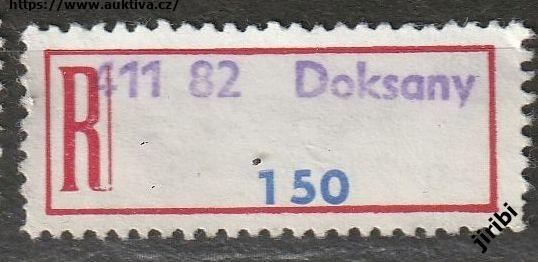 https://www.auktiva.cz/
R
411 82 Doksany
150
jiribi